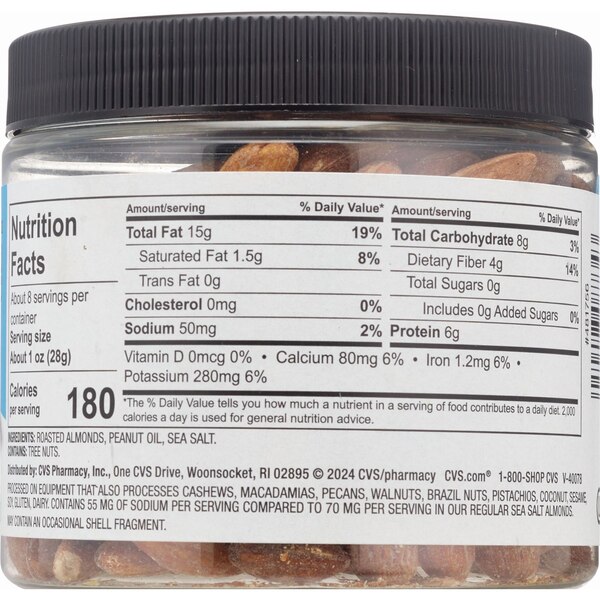 Nutrition
Facts
About 8 servings per
container
Serving size
About 1 oz (28g)
Calories
per serving 180
Amount/serving % Daily Value*
Total Fat 15g 19%
Saturated Fat 1.5g 8%
Trans Fat 0g
Cholesterol 0mg 0%
Sodium 50mg 2%
Amount/serving % Daily Value*
Total Carbohydrate 8g 3%
Dietary Fiber 4g 14%
Total Sugars 0g
Includes 0g Added Sugars 0%
Protein 6g
Vitamin D 0mcg 0% • Calcium 80mg 6% • Iron 1.2mg 6% •
Potassium 280mg 6%
*The % Daily Value tells you how much a nutrient in a serving of food contributes to a daily diet. 2,000
calories a day is used for general nutrition advice.
INGREDIENTS: ROASTED ALMONDS, PEANUT OIL, SEA SALT.
CONTAINS: TREE NUTS.
Distributed by: CVS Pharmacy, Inc., One CVS Drive, Woonsocket, RI 02895 © 2024 CVS/pharmacy CVS.com® 1-800-SHOP CVS V-40078
PROCESSED ON EQUIPMENT THAT ALSO PROCESSES CASHEWS, MACADAMIAS, PECANS, WALNUTS, BRAZIL NUTS, PISTACHIOS, COCONUT, SESAME,
SOY, GLUTEN, DAIRY. CONTAINS 55 MG OF SODIUM PER SERVING COMPARED TO 70 MG PER SERVING IN OUR REGULAR SEA SALT ALMONDS.
MAY CONTAIN AN OCCASIONAL SHELL FRAGMENT.
#481756